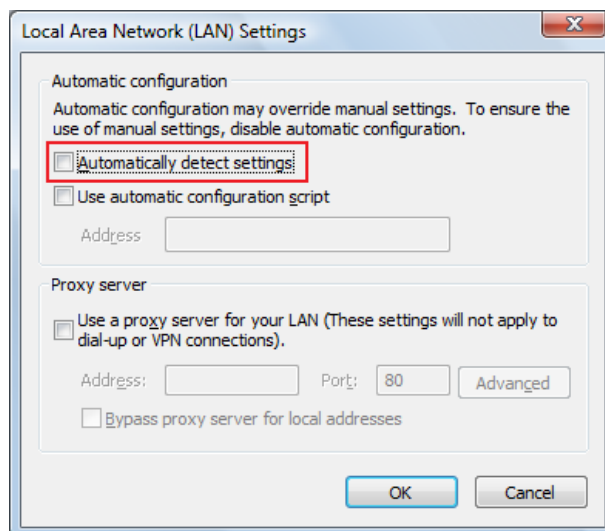 Local Area Network (LAN) Settings
Automatic configuration
Automatic configuration may override manual settings. To ensure the
use of manual settings, disable automatic configuration.
Automatically detect settings
Use automatic configuration script
Address
Proxy server
Use a proxy server for your LAN (These settings will not apply to
dial-up or VPN connections).
Address: Port: 80 Advanced
Bypass proxy server for local addresses
OK Cancel